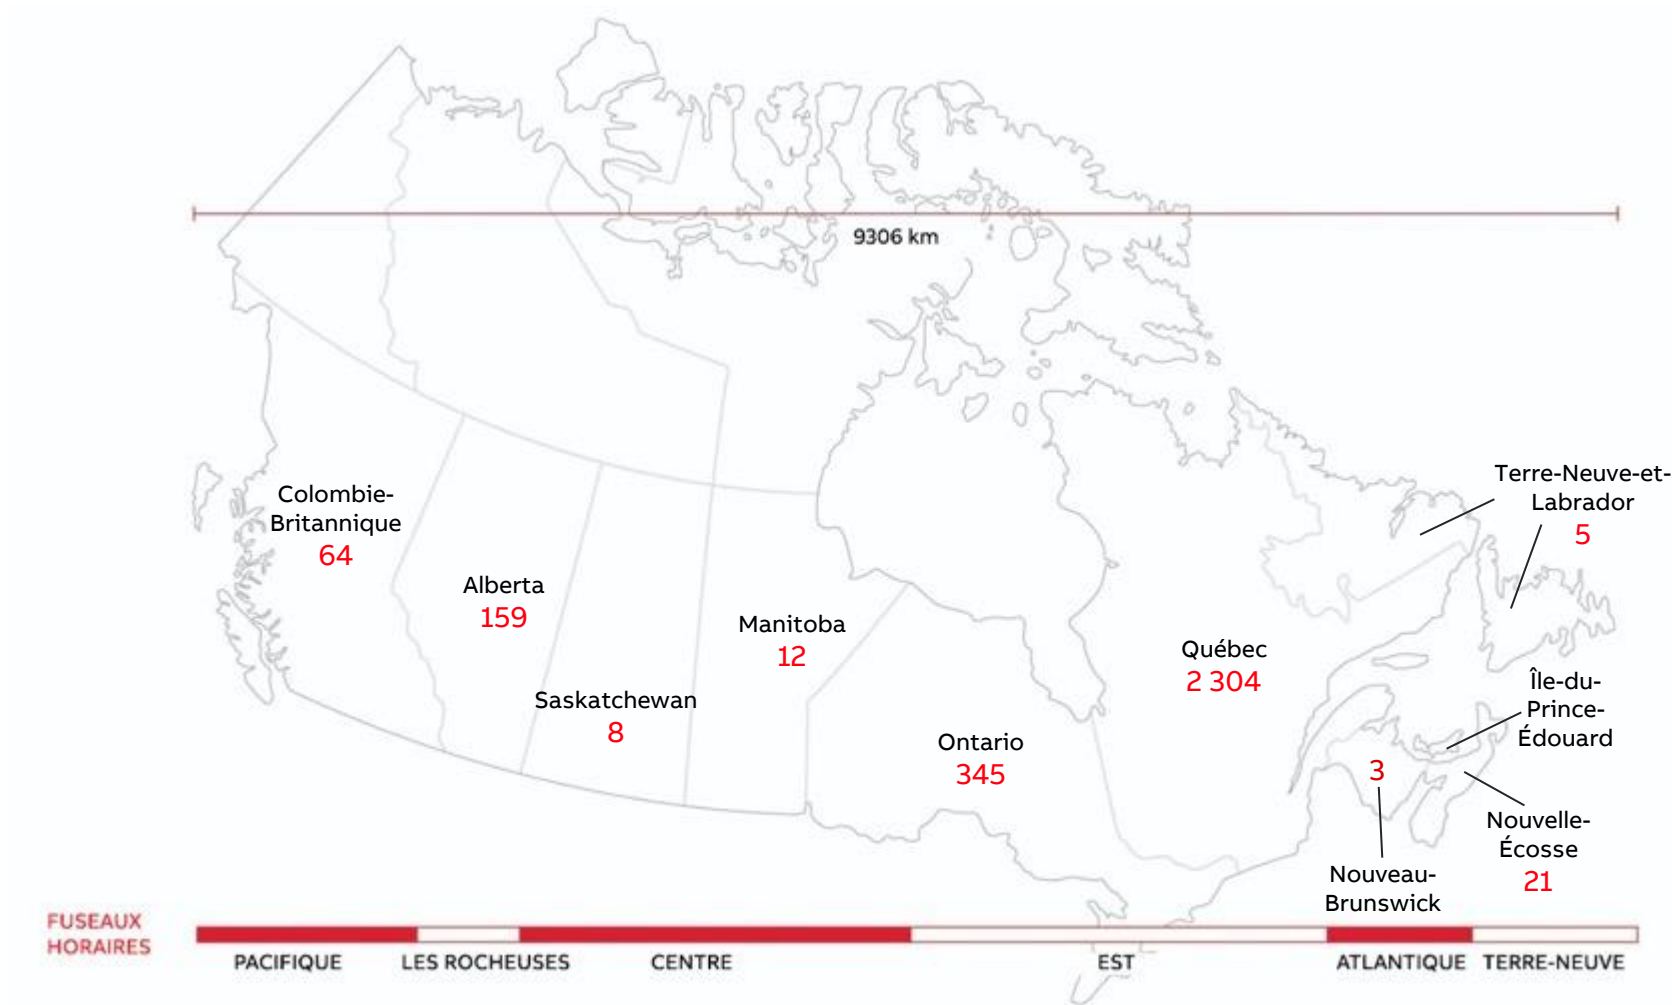 9306 km
Colombie-
Britannique
64
Alberta
159
Saskatchewan
8
Manitoba
12
Ontario
345
Québec
2 304
Terre-Neuve-et-
Labrador
5
Île-du-
Prince-
Édouard
Nouvelle-
Écosse
21
3
Nouveau-
Brunswick
FUSEAUX
HORAIRES
PACIFIQUE
LES ROCHEUSES
CENTRE
EST
ATLANTIQUE
TERRE-NEUVE